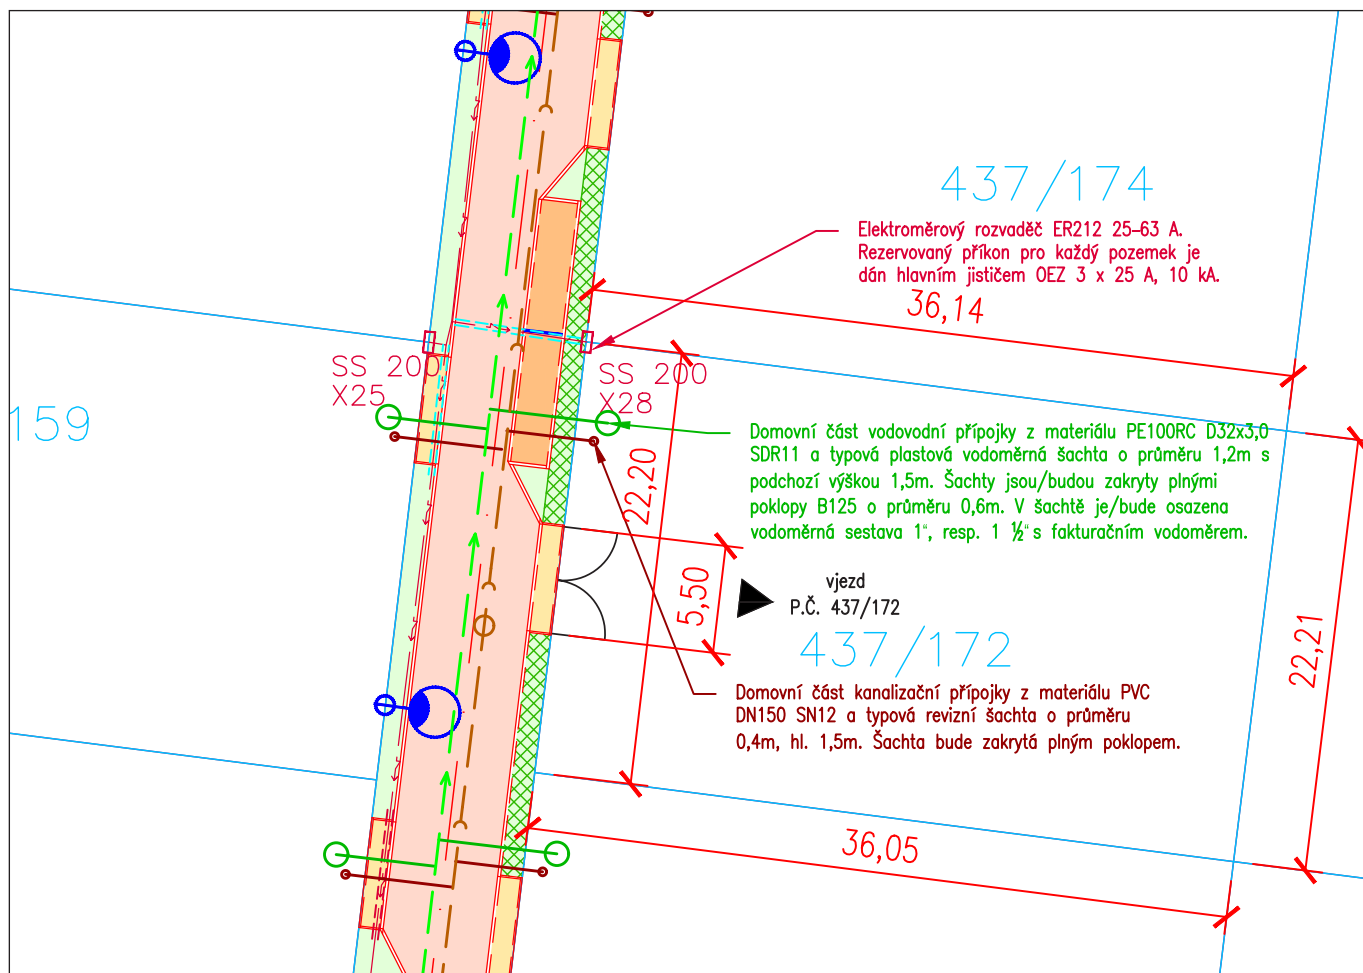 437/174
Elektroměrový rozvaděč ER212 25-63 A.
Rezervovaný příkon pro každý pozemek je
dán hlavním jističem OEZ 3 x 25 A, 10 kA.
36,14
SS 200
X25
SS 200
X28
159
Domovní část vodovodní přípojky z materiálu PE100RC D32x3,0
SDR11 a typová plastová vodoměrná šachta o průměru 1,2m s
podchozí výškou 1,5m. Šachty jsou/budou zakryty plnými
poklopy B125 o průměru 0,6m. V šachtě je/bude osazena
vodoměrná sestava 1", resp. 1 ½" s fakturačním vodoměrem.
22,20
5,50
vjezd
P.Č. 437/172
437/172
22,21
Domovní část kanalizační přípojky z materiálu PVC
DN150 SN12 a typová revizní šachta o průměru
0,4m, hl. 1,5m. Šachta bude zakrytá plným poklopem.
36,05